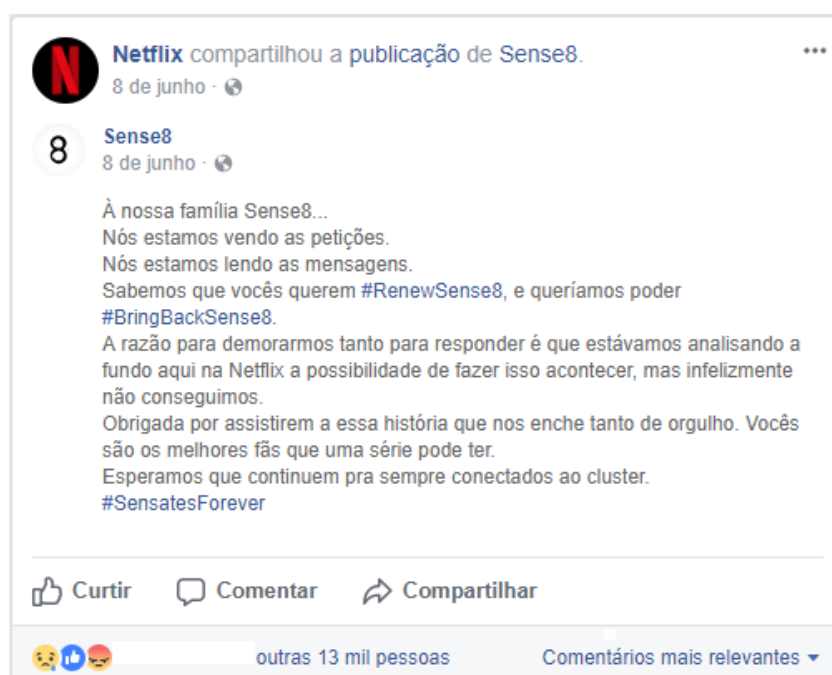 N
Netflix compartilhou a publicação de Sense8.
8 de junho ·
8
Sense8
8 de junho ·
À nossa família Sense8...
Nós estamos vendo as petições.
Nós estamos lendo as mensagens.
Sabemos que vocês querem #RenewSense8, e queríamos poder
#BringBackSense8.
A razão para demorarmos tanto para responder é que estávamos analisando a
fundo aqui na Netflix a possibilidade de fazer isso acontecer, mas infelizmente
não conseguimos.
Obrigada por assistirem a essa história que nos enche tanto de orgulho. Vocês
são os melhores fãs que uma série pode ter.
Esperamos que continuem pra sempre conectados ao cluster.
#SensatesForever
Curtir Comentar Compartilhar
outras 13 mil pessoas Comentários mais relevantes